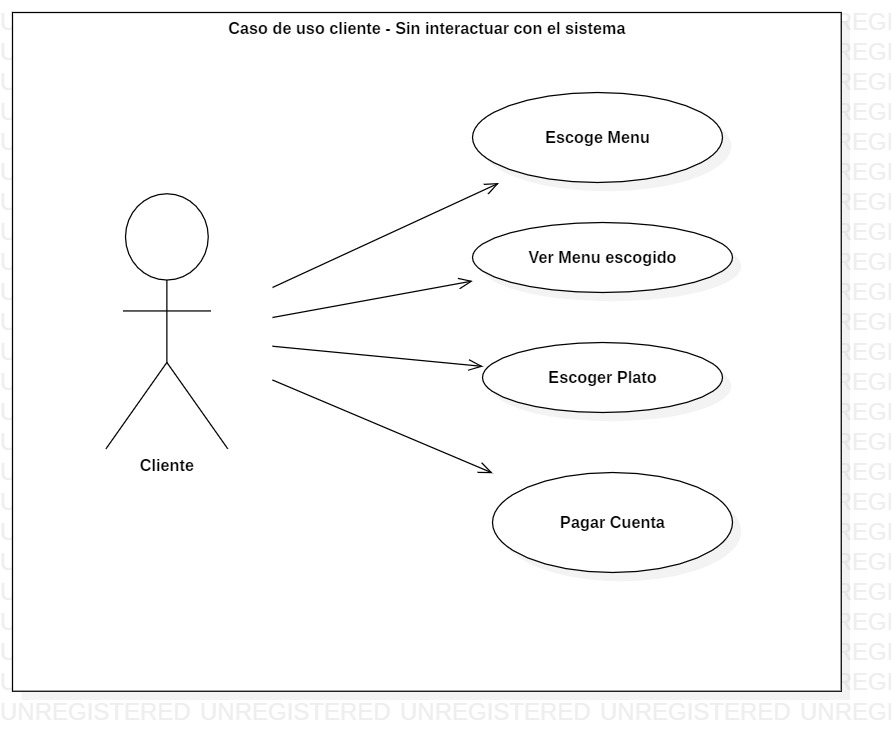 Caso de uso cliente - Sin interactuar con el sistema
Escoge Menu
Ver Menu escogido
Escoger Plato
Cliente
Pagar Cuenta
UNREGISTERED UNREGISTERED UNREGISTERED UNREGISTERED UNREGI